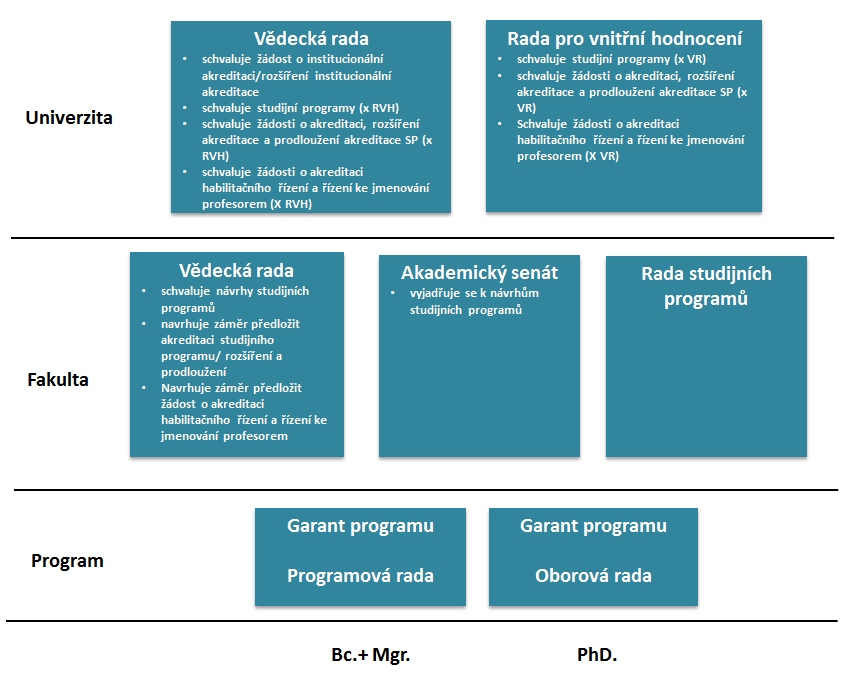 Univerzita
Vědecká rada
• schvaluje žádost o institucionální
akreditaci/rozšíření institucionální
akreditace
• schvaluje studijní programy (x RVH)
• schvaluje žádosti o akreditaci, rozšíření
akreditace a prodloužení akreditace SP (x
RVH)
• schvaluje žádosti o akreditaci
habilitačního řízení a řízení ke jmenování
profesorem (X RVH)
Rada pro vnitřní hodnocení
• schvaluje studijní programy (x VR)
• schvaluje žádosti o akreditaci, rozšíření
akreditace a prodloužení akreditace SP (x
VR)
• Schvaluje žádosti o akreditaci
habilitační řízení a řízení ke jmenování
profesorem (X VR)
Fakulta
Vědecká rada
• schvaluje návrhy studijních
programů
• navrhuje záměr předložit
akreditaci studijního
programu/ rozšíření a
prodloužení
• Navrhuje záměr předložit
žádost o akreditaci
habilitačního řízení a řízení ke
jmenování profesorem
Akademický senát
• vyjadřuje se k návrhům
studijních programů
Rada studijních
programů
Program
Garant programu
Programová rada
Garant programu
Oborová rada
Bc.+ Mgr.
PhD.